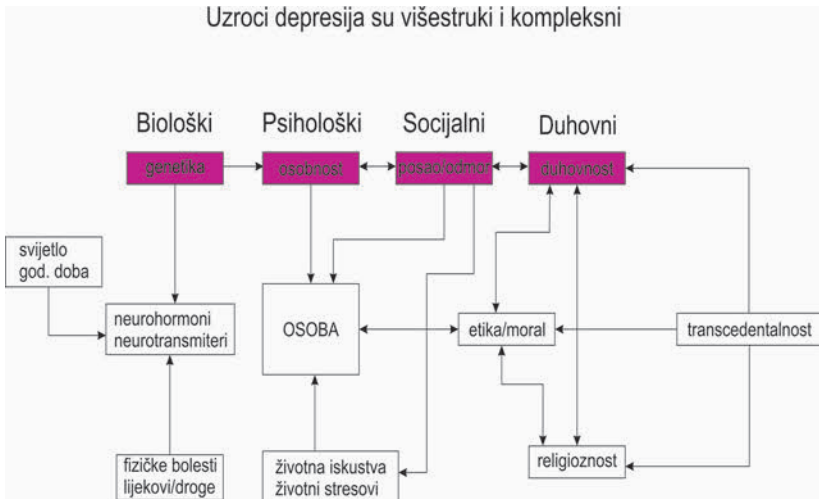 Uzroci depresija su višestruki i kompleksni
Biološki
Psihološki
Socijalni
Duhovni
genetika
osobnost
posao/odmor
duhovnost
svijetlo
god. doba
neurohormoni
neurotransmiteri
OSOBA
etika/moral
transcedentalnost
fizičke bolesti
lijekovi/droge
životna iskustva
životni stresovi
religioznost